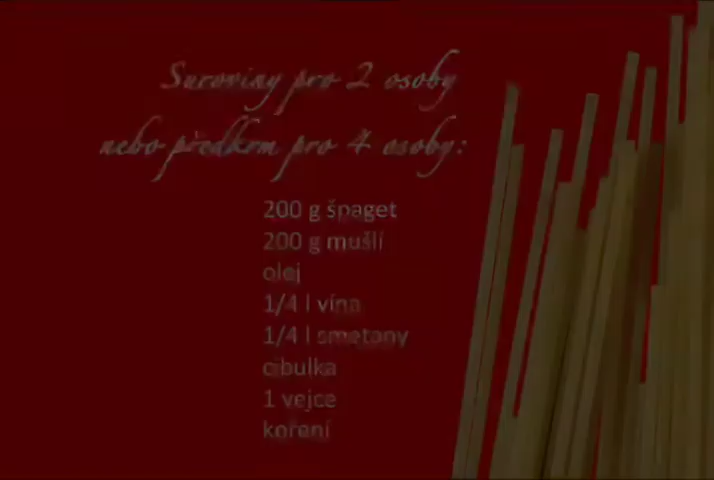 Suroviny pro 2 osoby
nebo předkrm pro 4 osoby:
200 g špaget
200 g mušlí
olej
1/4 l vína
1/4 l smetany
cibulka
1 vejce
koření